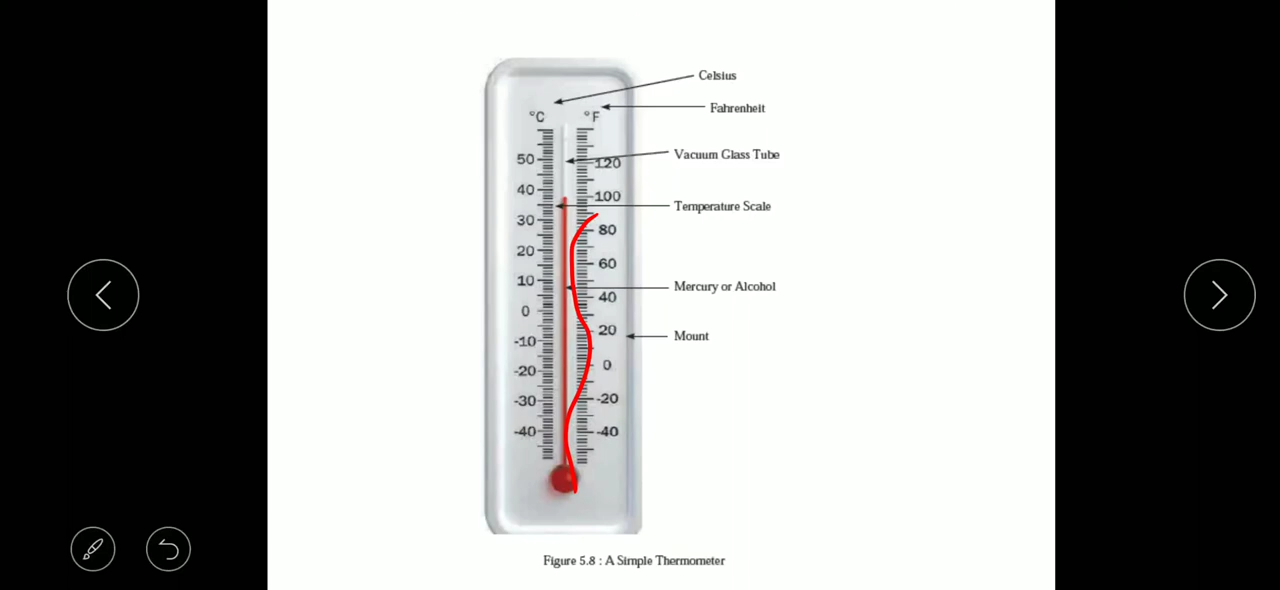 Celsius
Fahrenheit
°C °F
Vacuum Glass Tube
50 120
40 100
Temperature Scale
30 80
20 60
10 40
Mercury or Alcohol
0 20
Mount
-10 0
-20 -20
-30 -40
-40
Figure 5.8 : A Simple Thermometer